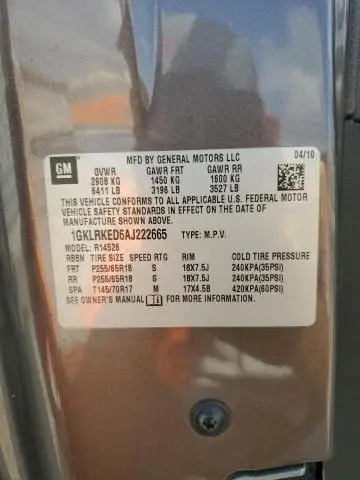 GM
MFD BY GENERAL MOTORS LLC 04/10
GVWR GAWR FRT GAWR RR
2908 KG 1450 KG 1600 KG
6411 LB 3196 LB 3527 LB
THIS VEHICLE CONFORMS TO ALL APPLICABLE U.S. FEDERAL MOTOR
VEHICLE SAFETY STANDARDS IN EFFECT ON THE DATE OF
MANUFACTURE SHOWN ABOVE.
1GKLRKED6AJ222665 TYPE: M.P.V.
MODEL: R14526
RBBN TIRE SIZE SPEED RTG RIM COLD TIRE PRESSURE
FRT P255/65R18 S 18X7.5J 240KPA(35PSI)
RR P255/65R18 S 18X7.5J 240KPA(35PSI)
SPA T145/70R17 M 17X4.5B 420KPA(60PSI)
SEE OWNER'S MANUAL FOR ADDITIONAL INFORMATION.